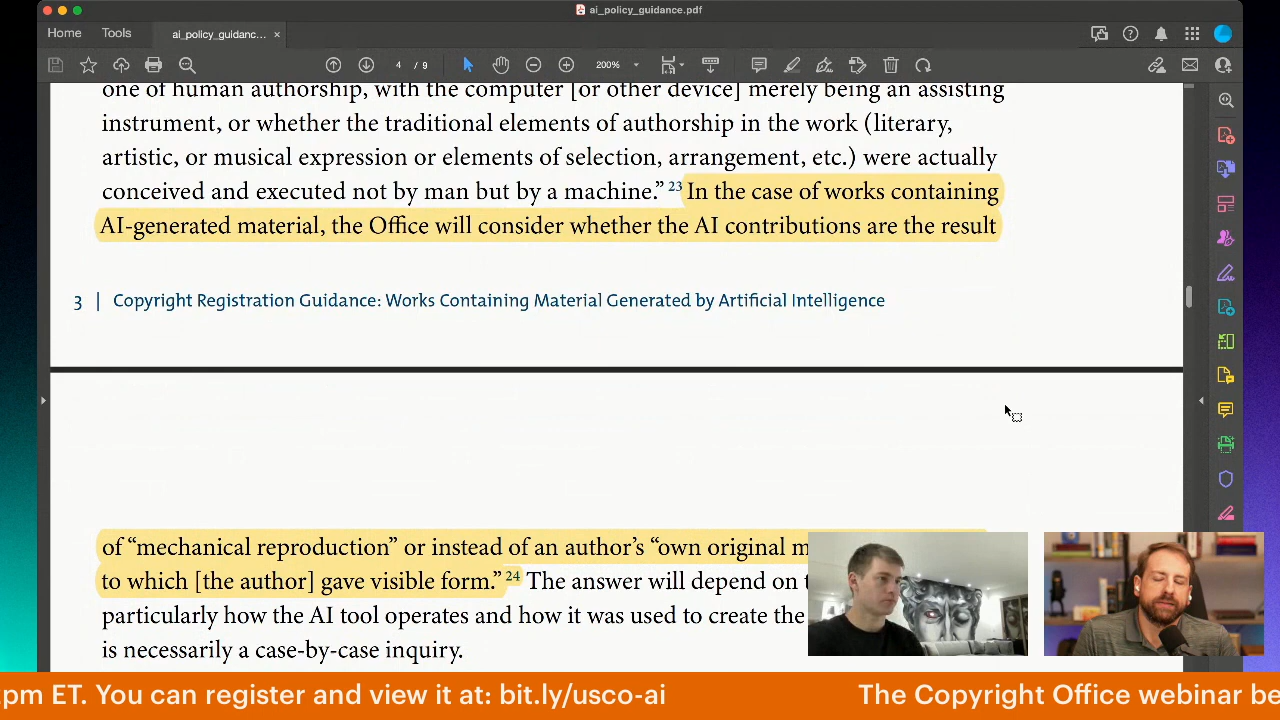 ai_policy_guidance.pdf
Home Tools ai_policy_guidanc... ×
4 / 9 200%
one of human authorship, with the computer [or other device] merely being an assisting
instrument, or whether the traditional elements of authorship in the work (literary,
artistic, or musical expression or elements of selection, arrangement, etc.) were actually
conceived and executed not by man but by a machine.” 23 In the case of works containing
AI-generated material, the Office will consider whether the AI contributions are the result
3 | Copyright Registration Guidance: Works Containing Material Generated by Artificial Intelligence
of “mechanical reproduction” or instead of an author’s “own original
to which [the author] gave visible form.” 24 The answer will depend on
particularly how the AI tool operates and how it was used to create the
is necessarily a case-by-case inquiry.
pm ET. You can register and view it at: bit.ly/usco-ai The Copyright Office webinar